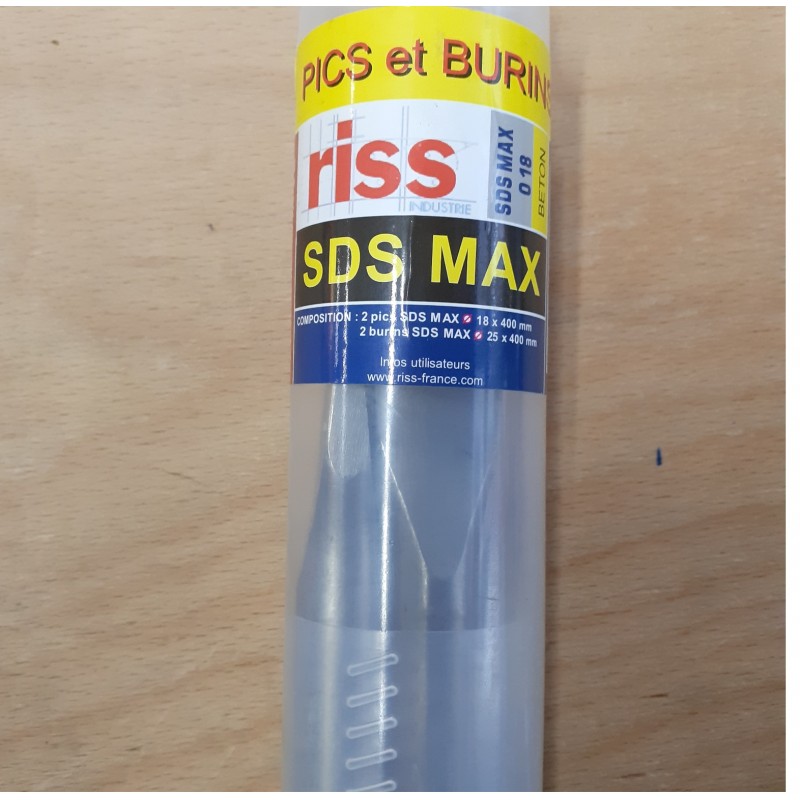 PICS et BURINS
riss
INDUSTRIE
SDS MAX
O 18
BETON
SDS MAX
COMPOSITION : 2 pics SDS MAX 18 x 400 mm
2 burins SDS MAX 25 x 400 mm
Infos utilisateurs
www.riss-france.com